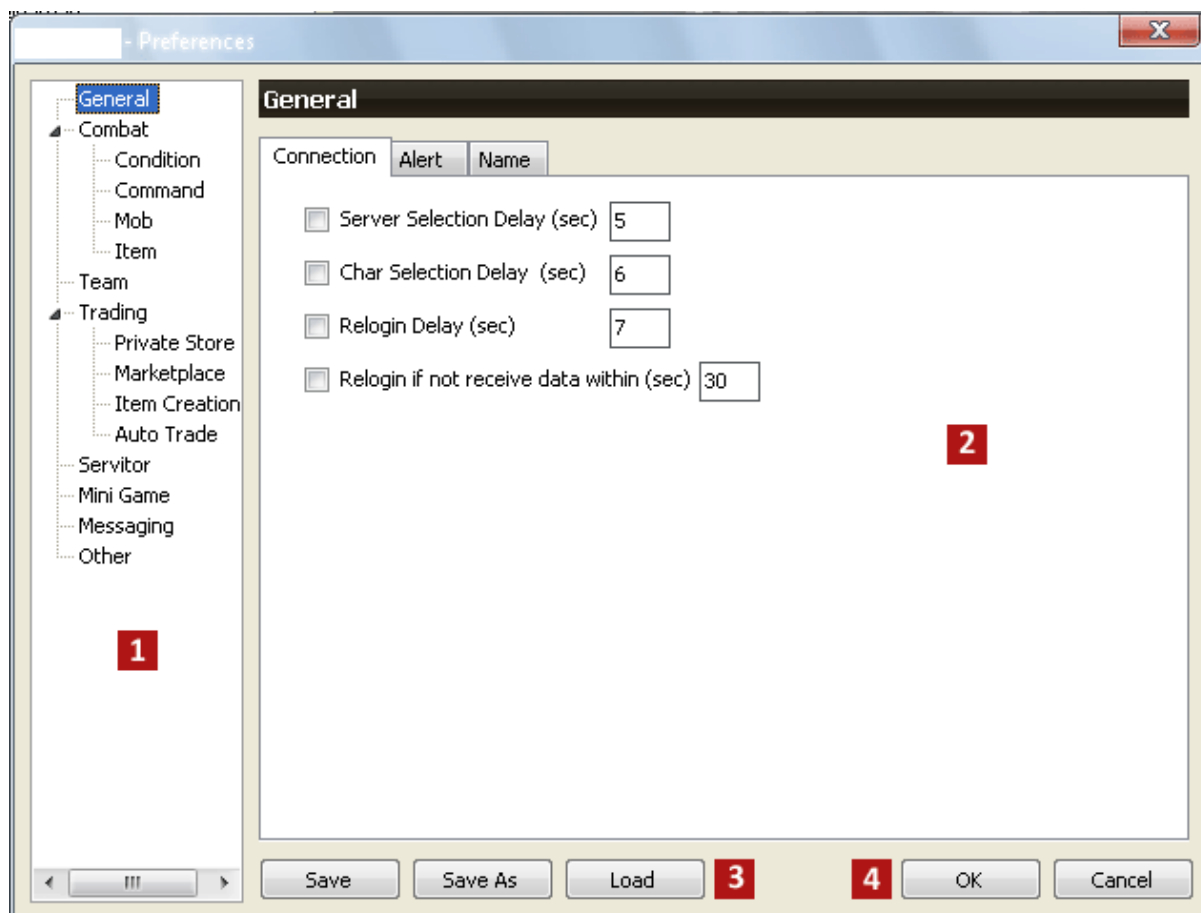 - Preferences
X
General
Combat
Condition
Command
Mob
Item
Team
Trading
Private Store
Marketplace
Item Creation
Auto Trade
Servitor
Mini Game
Messaging
Other
1
General
Connection Alert Name
Server Selection Delay (sec) 5
Char Selection Delay (sec) 6
Relogin Delay (sec) 7
Relogin if not receive data within (sec) 30
2
Save Save As Load 3 4 OK Cancel